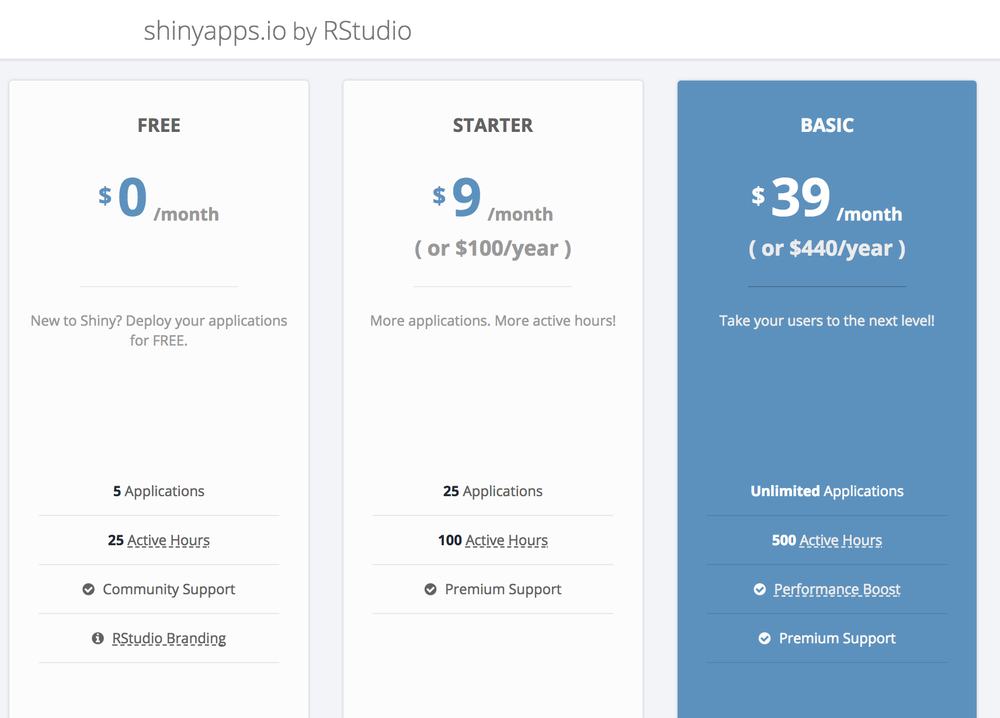 shinyapps.io by RStudio
FREE
$ 0 /month
New to Shiny? Deploy your applications
for FREE.
5 Applications
25 Active Hours
Community Support
RStudio Branding
STARTER
$ 9 /month
( or $100/year )
More applications. More active hours!
25 Applications
100 Active Hours
Premium Support
BASIC
$ 39 /month
( or $440/year )
Take your users to the next level!
Unlimited Applications
500 Active Hours
Performance Boost
Premium Support